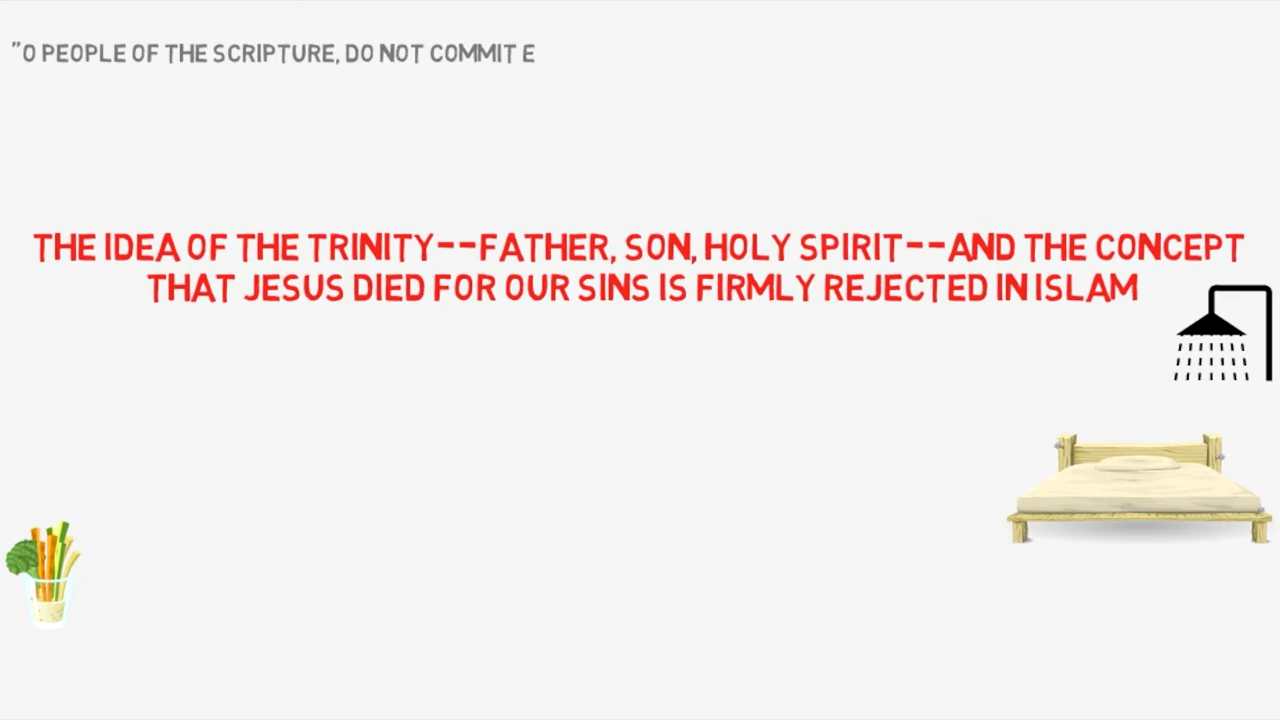 "O PEOPLE OF THE SCRIPTURE, DO NOT COMMIT E
THE IDEA OF THE TRINITY--FATHER, SON, HOLY SPIRIT--AND THE CONCEPT
THAT JESUS DIED FOR OUR SINS IS FIRMLY REJECTED IN ISLAM